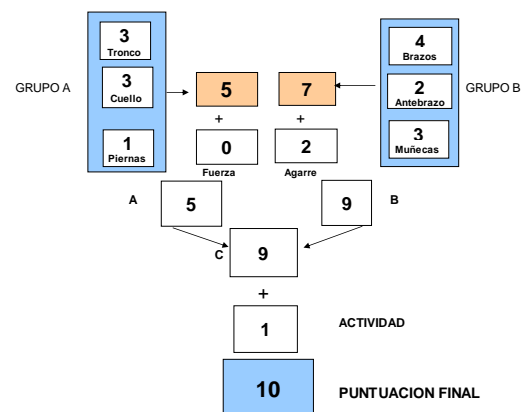 3
Tronco
3
Cuello
1
Piernas
GRUPO A
5
+
0
Fuerza
7
+
2
Agarre
4
Brazos
2
Antebrazo
3
Muñecas
GRUPO B
A
5
9
B
C
9
+
1
ACTIVIDAD
10
PUNTUACION FINAL